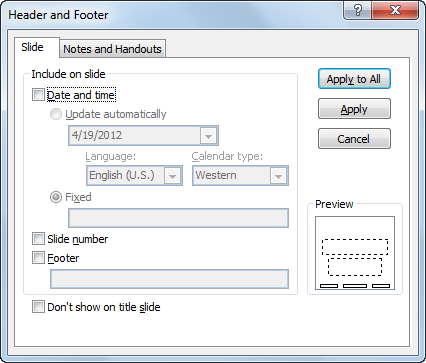 Header and Footer
Slide
Notes and Handouts
Include on slide
Date and time
Update automatically
4/19/2012
Language:
Calendar type:
English (U.S.)
Western
Fixed
Slide number
Footer
Don't show on title slide
Apply to All
Apply
Cancel
Preview